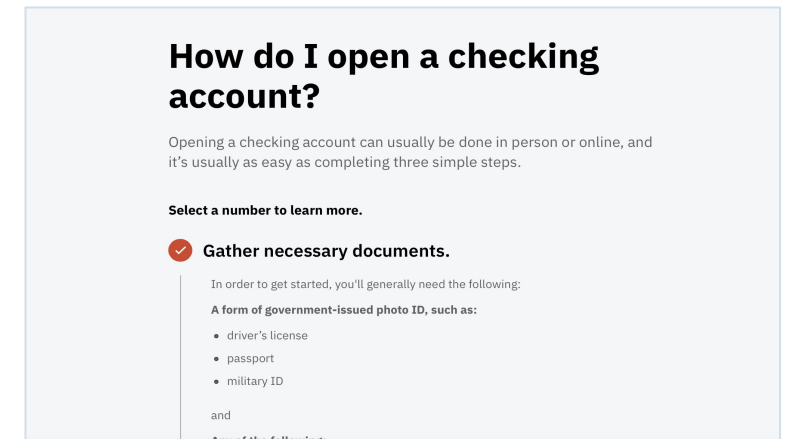 How do I open a checking
account?
Opening a checking account can usually be done in person or online, and
it’s usually as easy as completing three simple steps.
Select a number to learn more.
Gather necessary documents.
In order to get started, you'll generally need the following:
A form of government-issued photo ID, such as:
driver’s license
passport
military ID
and